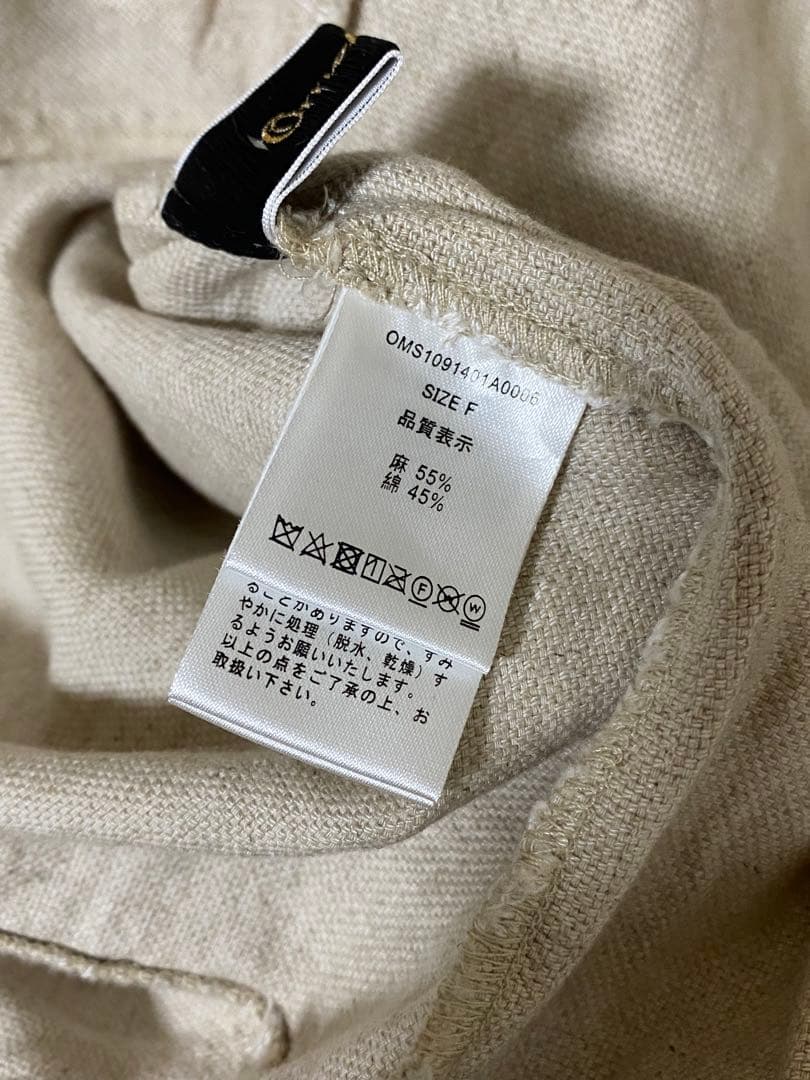 OMS1091401A0006
SIZE F
品質表示
麻 55%
綿 45%
F
W
W
ることがありますので、すみ
やかに処理（脱水、乾燥）す
るようお願いいたします。
以上の点をご了承の上、お
取扱い下さい。